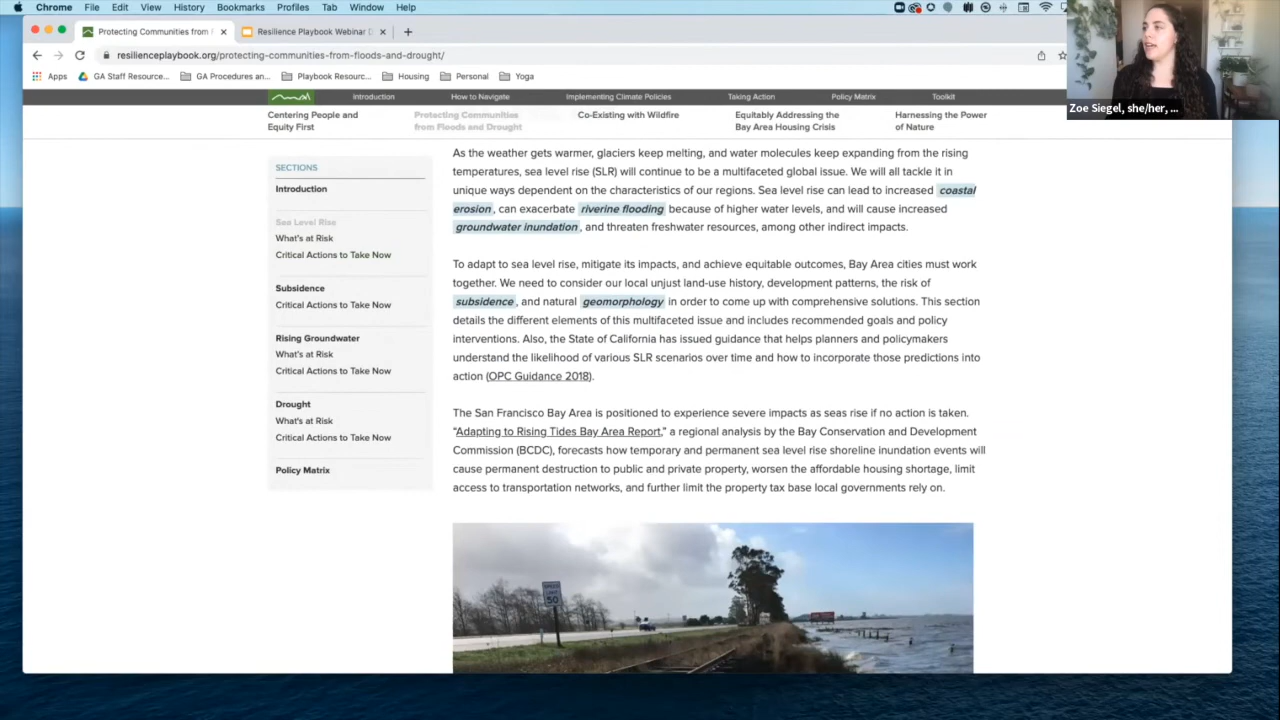 Chrome File Edit View History Bookmarks Profiles Tab Window Help
Protecting Communities from
Resilience Playbook Webinar
resilienceplaybook.org/protecting-communities-from-floods-and-drought/
Apps GA Staff Resource... GA Procedures an... Playbook Resourc... Housing Personal Yoga
Zoe Siegel, she/her, ...
Introduction How to Navigate Implementing Climate Policies Taking Action Policy Matrix Toolkit
Centering People and Equity First
Protecting Communities from Floods and Drought
Co-Existing with Wildfire
Equitably Addressing the Bay Area Housing Crisis
Harnessing the Power of Nature
SECTIONS
Introduction
Sea Level Rise
What's at Risk
Critical Actions to Take Now
Subsidence
Critical Actions to Take Now
Rising Groundwater
What's at Risk
Critical Actions to Take Now
Drought
What's at Risk
Critical Actions to Take Now
Policy Matrix
As the weather gets warmer, glaciers keep melting, and water molecules keep expanding from the rising
temperatures, sea level rise (SLR) will continue to be a multifaceted global issue. We will all tackle it in
unique ways dependent on the characteristics of our regions. Sea level rise can lead to increased coastal
erosion, can exacerbate riverine flooding because of higher water levels, and will cause increased
groundwater inundation, and threaten freshwater resources, among other indirect impacts.
To adapt to sea level rise, mitigate its impacts, and achieve equitable outcomes, Bay Area cities must work
together. We need to consider our local unjust land-use history, development patterns, the risk of
subsidence, and natural geomorphology in order to come up with comprehensive solutions. This section
details the different elements of this multifaceted issue and includes recommended goals and policy
interventions. Also, the State of California has issued guidance that helps planners and policymakers
understand the likelihood of various SLR scenarios over time and how to incorporate those predictions into
action (OPC Guidance 2018).
The San Francisco Bay Area is positioned to experience severe impacts as seas rise if no action is taken.
“Adapting to Rising Tides Bay Area Report,” a regional analysis by the Bay Conservation and Development
Commission (BCDC), forecasts how temporary and permanent sea level rise shoreline inundation events will
cause permanent destruction to public and private property, worsen the affordable housing shortage, limit
access to transportation networks, and further limit the property tax base local governments rely on.
SPEED
LIMIT
50